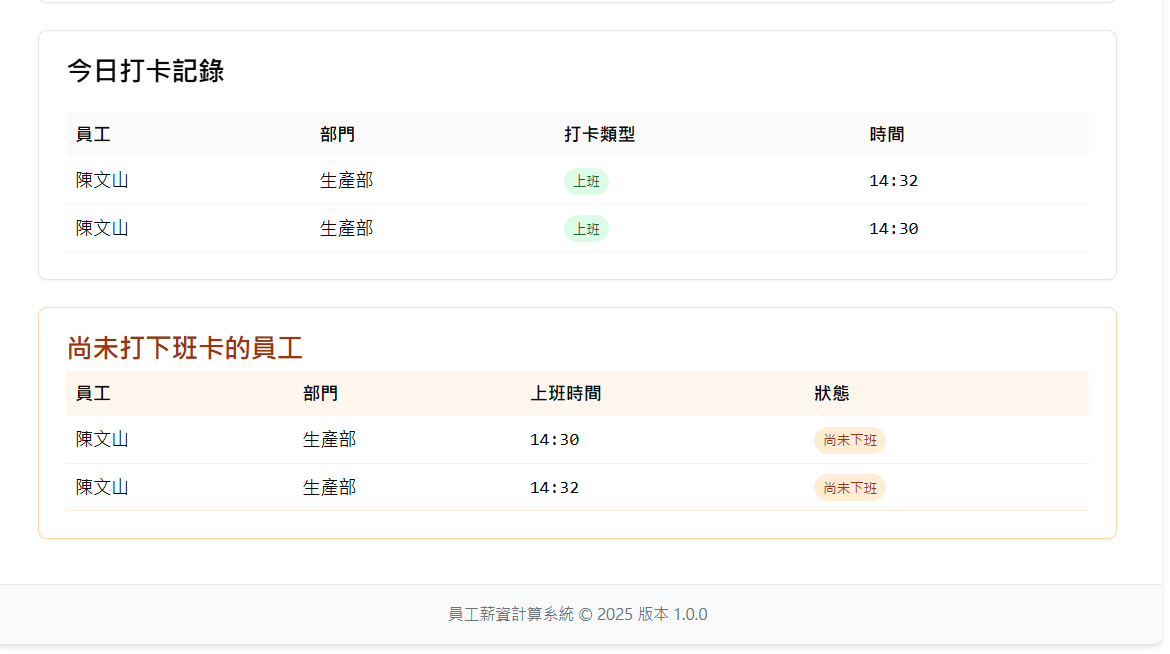 今日打卡記錄
員工 部門 打卡類型 時間
陳文山 生產部 上班 14:32
陳文山 生產部 上班 14:30
尚未打下班卡的員工
員工 部門 上班時間 狀態
陳文山 生產部 14:30 尚未下班
陳文山 生產部 14:32 尚未下班
員工薪資計算系統 © 2025 版本 1.0.0